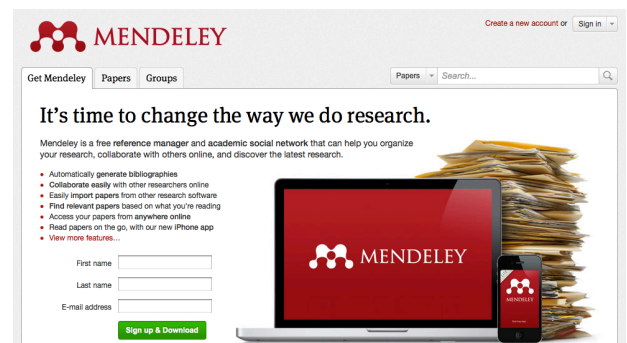 Create a new account or Sign in
MENDELEY
Get Mendeley Papers Groups
Papers Search...
It's time to change the way we do research.
Mendeley is a free reference manager and academic social network that can help you organize
your research, collaborate with others online, and discover the latest research.
Automatically generate bibliographies
Collaborate easily with other researchers online
Easily import papers from other research software
Find relevant papers based on what you're reading
Access your papers from anywhere online
Read papers on the go, with our new iPhone app
View more features...
First name
Last name
E-mail address
Sign up & Download
MENDELEY
MENDELEY